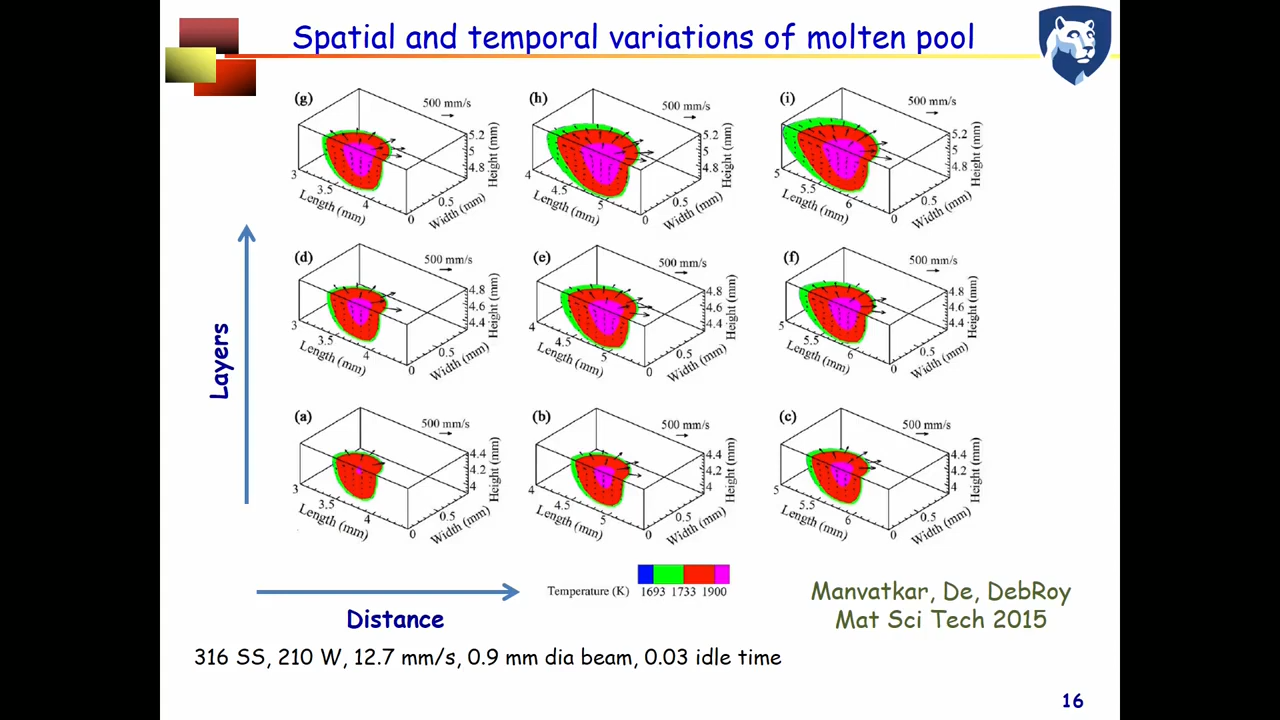 Spatial and temporal variations of molten pool
(g)
500 mm/s
5.2
5
4.8
Height (mm)
3
3.5
4
Length (mm)
0
0.5
Width (mm)
(h)
500 mm/s
5.2
5
4.8
Height (mm)
4
4.5
5
Length (mm)
0
0.5
Width (mm)
(i)
500 mm/s
5.2
5
4.8
Height (mm)
5
5.5
6
Length (mm)
0
0.5
Width (mm)
Layers
(d)
500 mm/s
4.8
4.6
4.4
Height (mm)
3
3.5
4
Length (mm)
0
0.5
Width (mm)
(e)
500 mm/s
4.8
4.6
4.4
Height (mm)
4
4.5
5
Length (mm)
0
0.5
Width (mm)
(f)
500 mm/s
4.8
4.6
4.4
Height (mm)
5
5.5
6
Length (mm)
0
0.5
Width (mm)
(a)
500 mm/s
4.4
4.2
4
Height (mm)
3
3.5
4
Length (mm)
0
0.5
Width (mm)
(b)
500 mm/s
4.4
4.2
4
Height (mm)
4
4.5
5
Length (mm)
0
0.5
Width (mm)
(c)
500 mm/s
4.4
4.2
4
Height (mm)
5
5.5
6
Length (mm)
0
0.5
Width (mm)
Distance
Temperature (K) 1693 1733 1900
Manvatkar, De, DebRoy
Mat Sci Tech 2015
316 SS, 210 W, 12.7 mm/s, 0.9 mm dia beam, 0.03 idle time
16